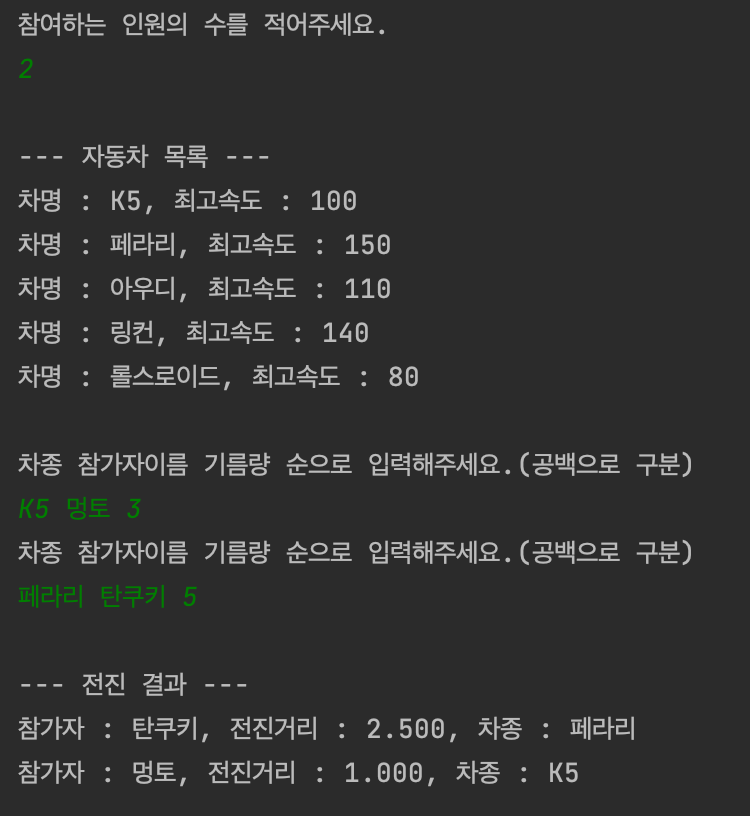 참여하는 인원의 수를 적어주세요.
2
--- 자동차 목록 ---
차명 : K5, 최고속도 : 100
차명 : 페라리, 최고속도 : 150
차명 : 아우디, 최고속도 : 110
차명 : 링컨, 최고속도 : 140
차명 : 롤스로이드, 최고속도 : 80
차종 참가자이름 기름량 순으로 입력해주세요.(공백으로 구분)
K5 멍토 3
차종 참가자이름 기름량 순으로 입력해주세요.(공백으로 구분)
페라리 탄쿠키 5
--- 전진 결과 ---
참가자 : 탄쿠키, 전진거리 : 2.500, 차종 : 페라리
참가자 : 멍토, 전진거리 : 1.000, 차종 : K5